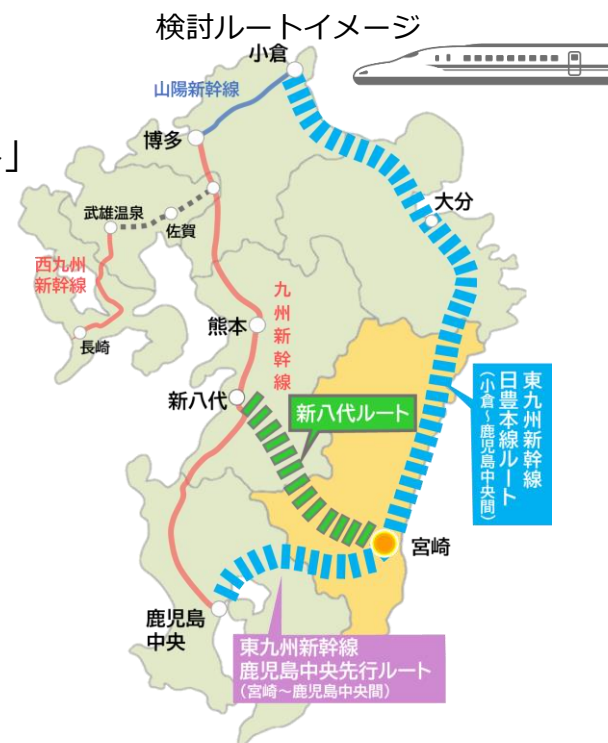 検討ルートイメージ
小倉
山陽新幹線
博多
」
大分
武雄温泉
佐賀
西九州
新幹線
九州新幹線
長崎
熊本
新八代
新八代ルート
東九州新幹線
日豊本線ルート
(小倉~鹿児島中央間)
宮崎
鹿児島
中央
東九州新幹線
鹿児島中央先行ルート
(宮崎~鹿児島中央間)